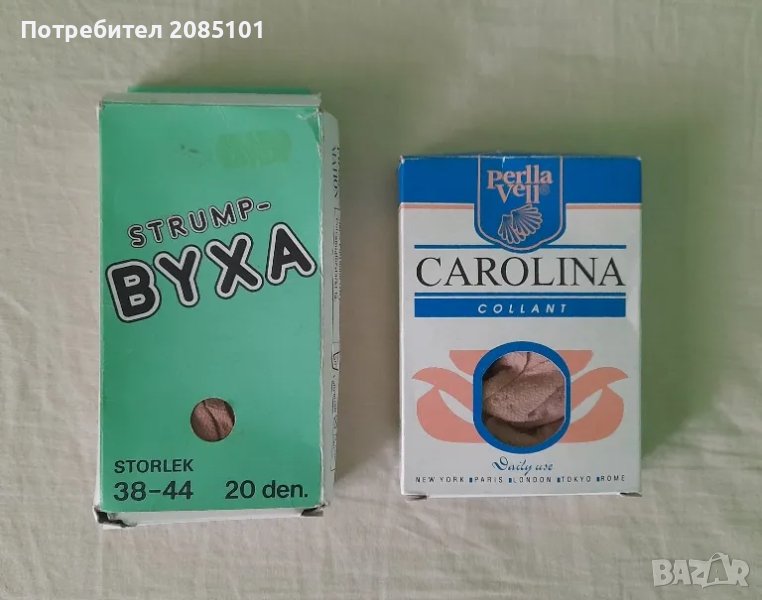 Потребител 2085101
STRUMP-
BYXA
STORLEK
38-44 20 den.
Perlla
Vell®
CAROLINA
COLLANT
Daily use
NEW YORK PARIS LONDON TOKYO ROME
BAZAR